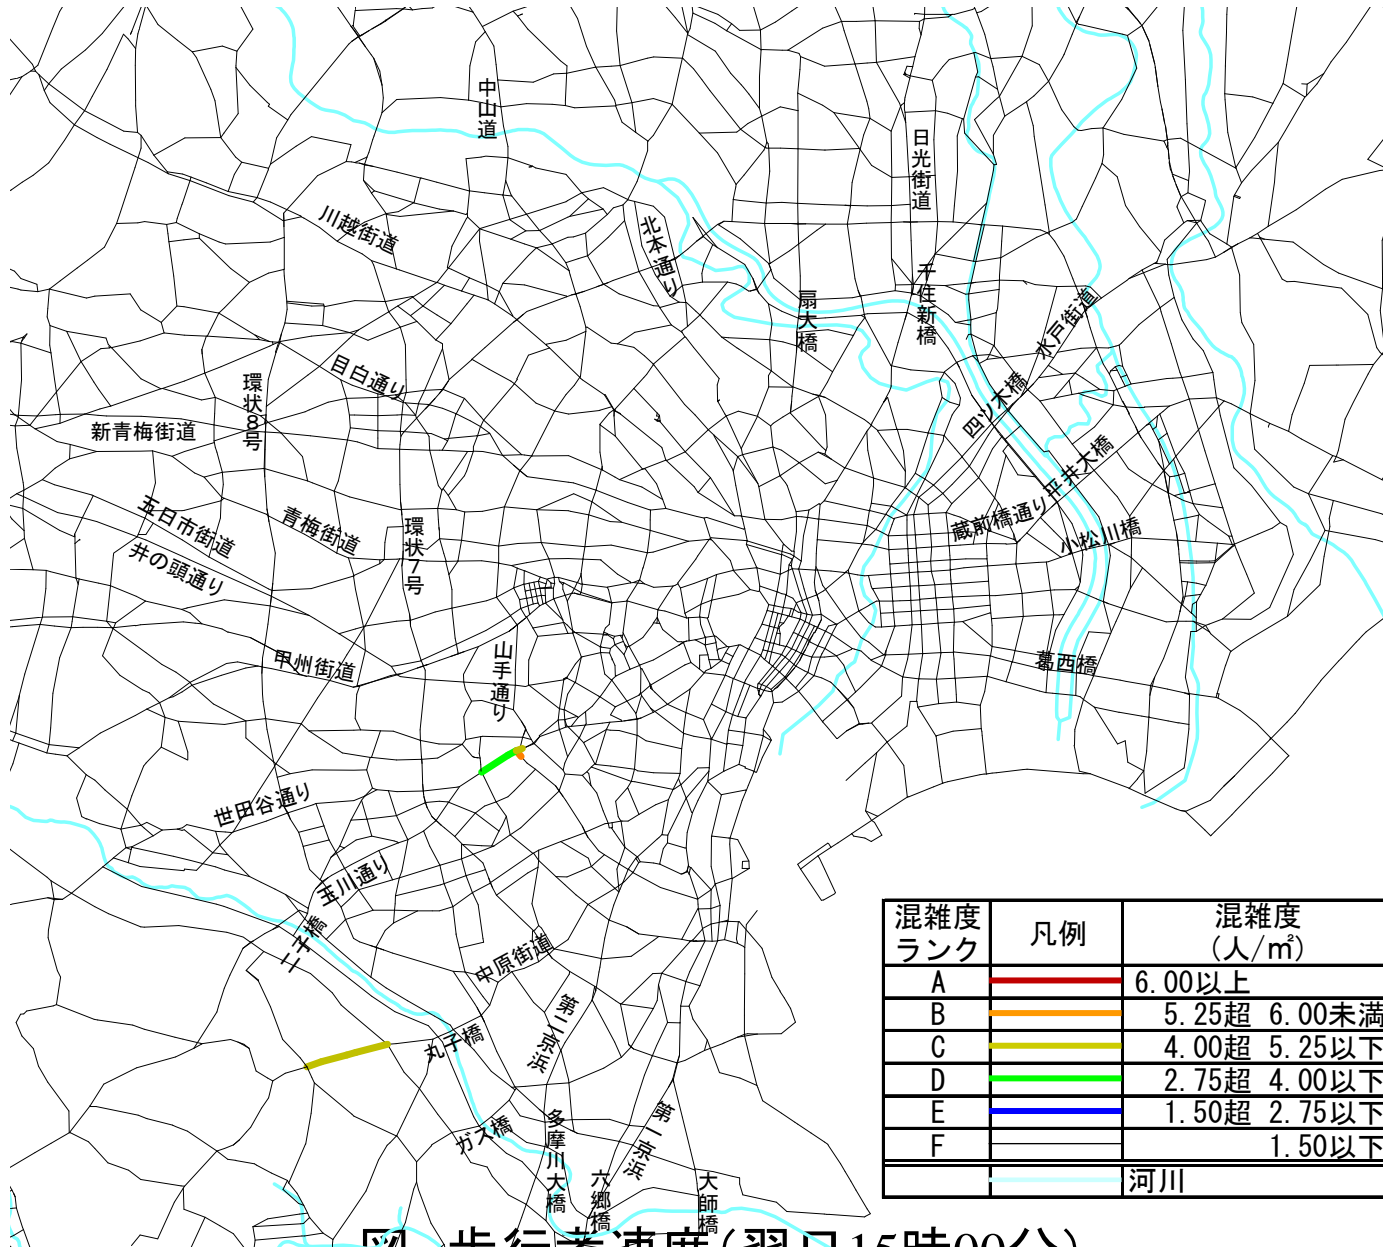 中山道
日光街道
川越街道
北本通り
千住新橋
扇大橋
水戸街道
目白通り
環状8号
四ツ木橋
新青梅街道
平井大橋
五日市街道
青梅街道
環状7号
蔵前橋通り
小松川橋
井の頭通り
甲州街道
山手通り
葛西橋
世田谷通り
玉川通り
二子橋
中原街道
第二京浜
丸子橋
ガス橋
多摩川大橋
第一京浜
六郷橋
大師橋
混雑度ランク 凡例 混雑度(人/㎡)
A 6.00以上
B 5.25超 6.00未満
C 4.00超 5.25以下
D 2.75超 4.00以下
E 1.50超 2.75以下
F 1.50以下
河川
(翌日15時00分)